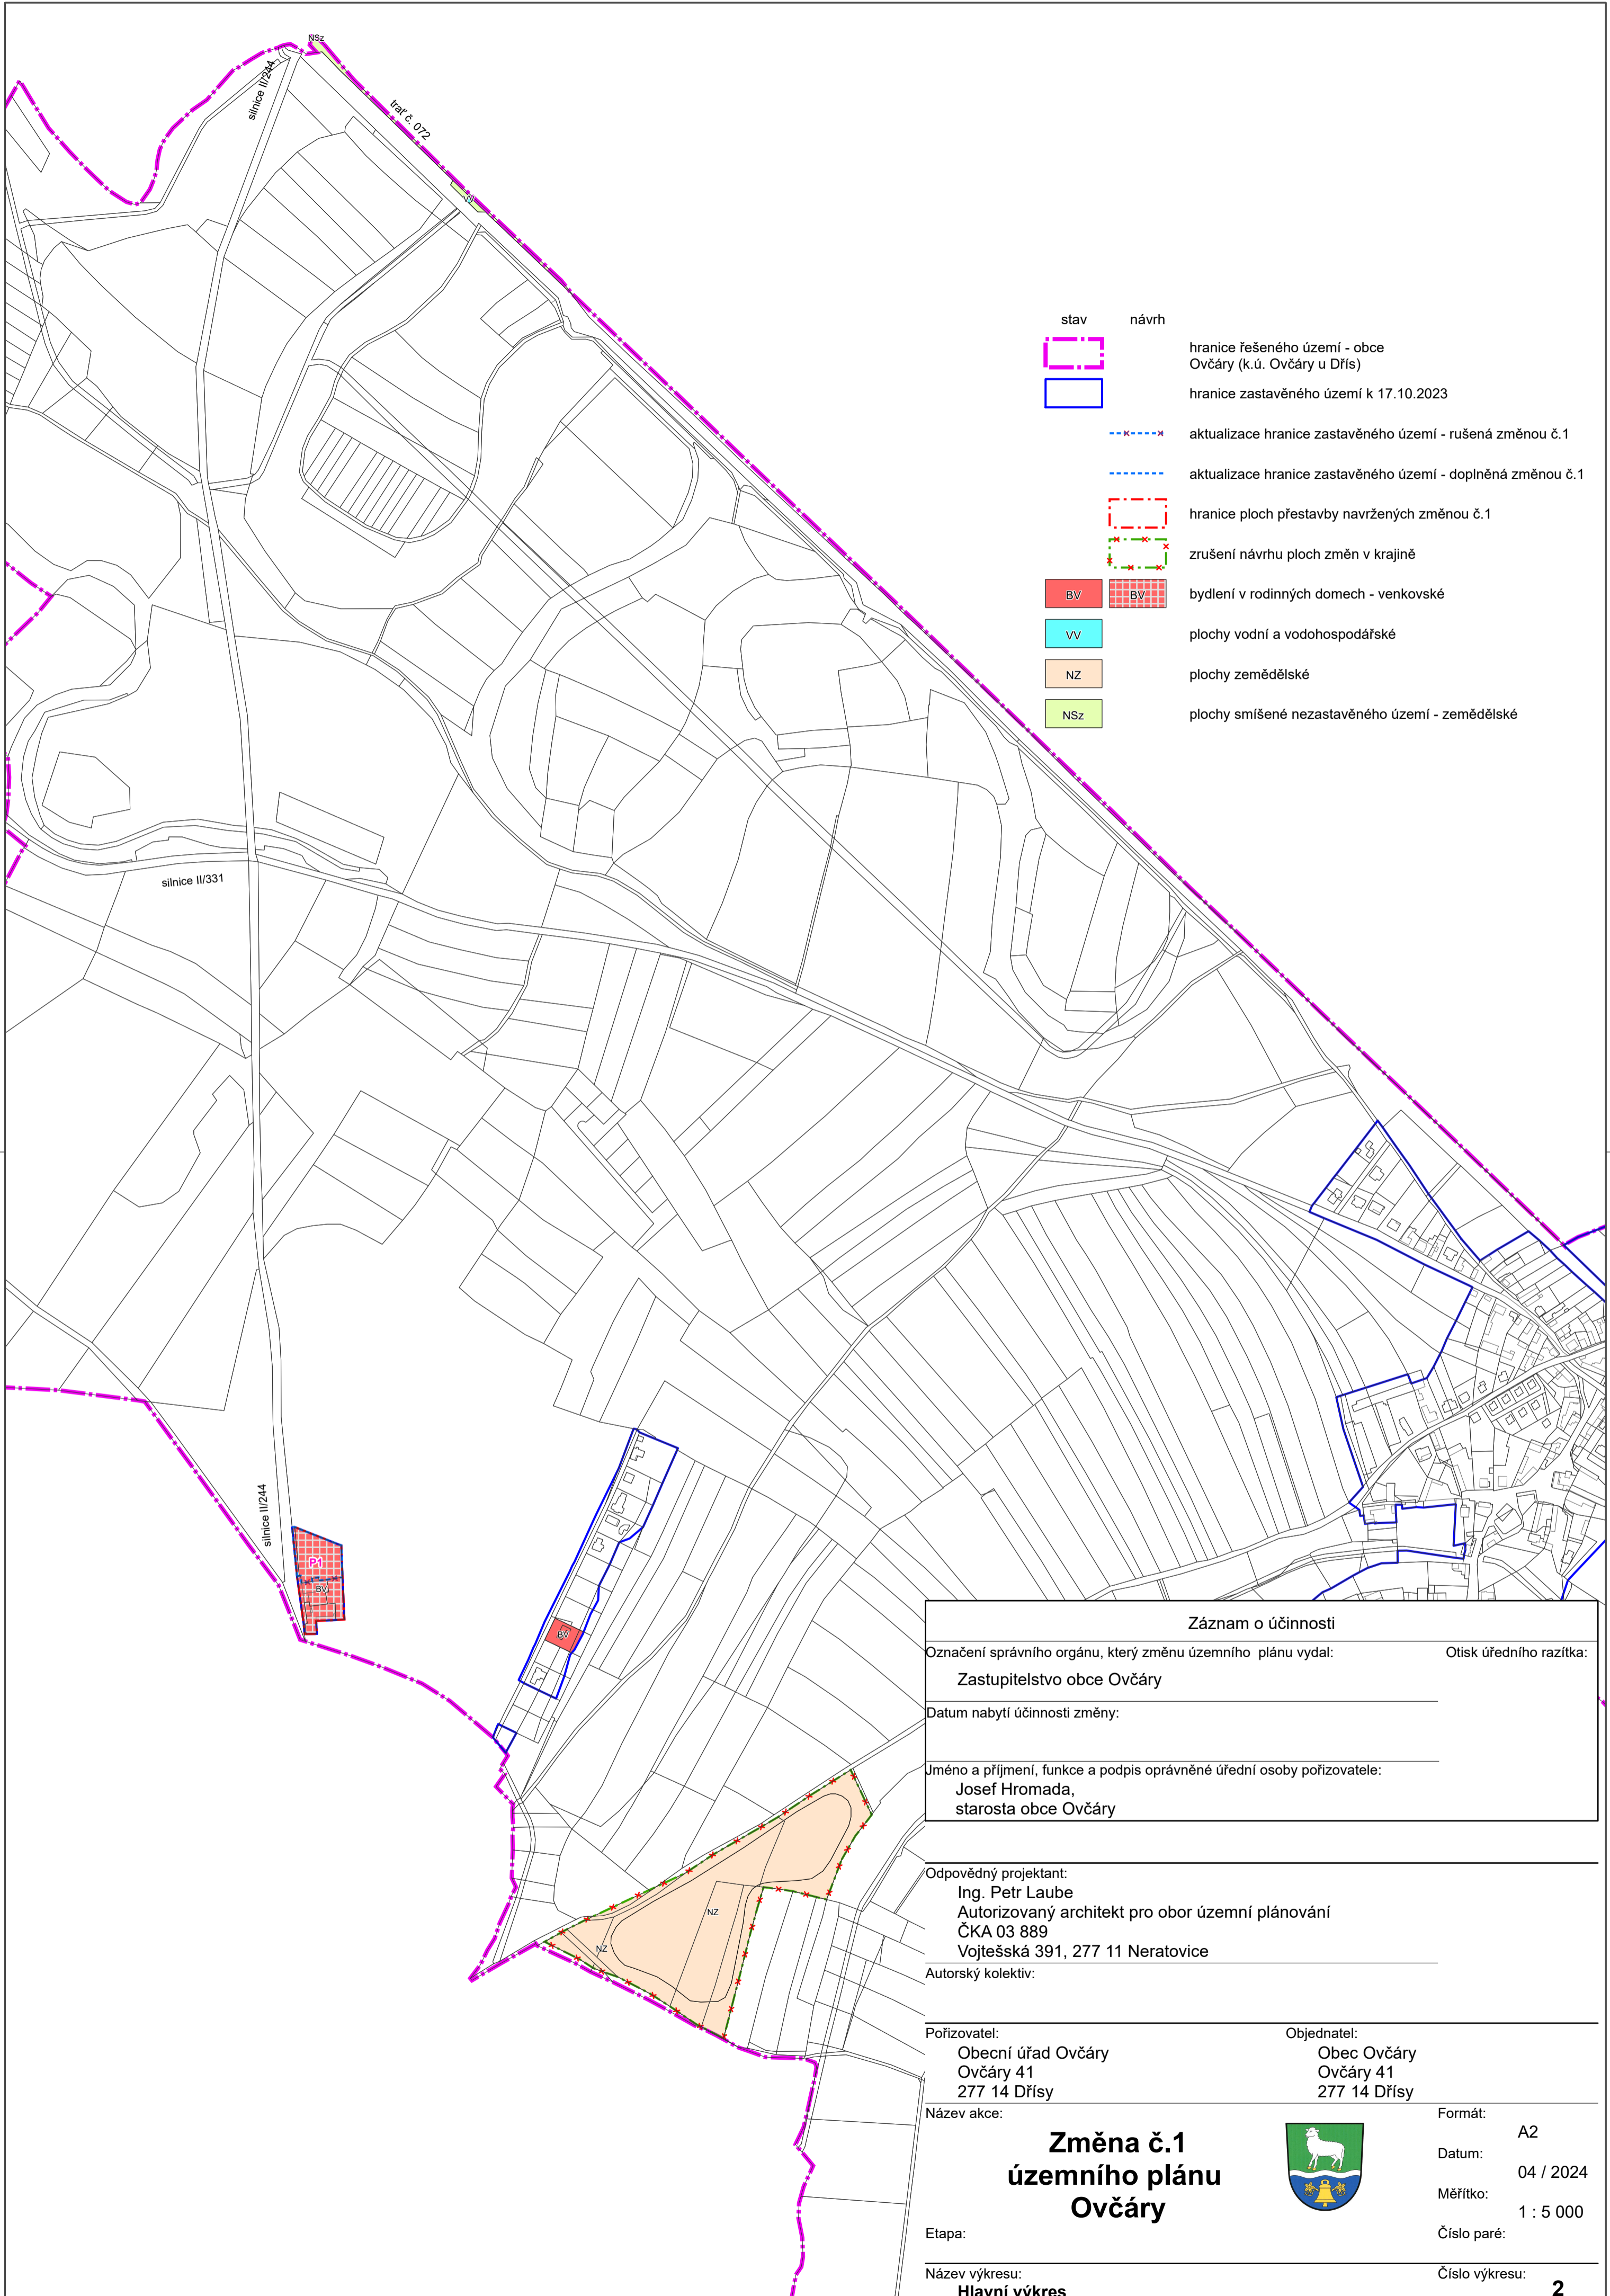 NSz
silnice II/244
trať č. 072
VV
stav návrh
hranice řešeného území - obce
Ovčáry (k.ú. Ovčáry u Dřís)
hranice zastavěného území k 17.10.2023
aktualizace hranice zastavěného území - rušená změnou č.1
aktualizace hranice zastavěného území - doplněná změnou č.1
hranice ploch přestavby navržených změnou č.1
zrušení návrhu ploch změn v krajině
BV BV bydlení v rodinných domech - venkovské
VV plochy vodní a vodohospodářské
NZ plochy zemědělské
NSz plochy smíšené nezastavěného území - zemědělské
silnice II/331
silnice II/244
P1
BV
BV
NZ
NZ
Záznam o účinnosti
Označení správního orgánu, který změnu územního plánu vydal: Otisk úředního razítka:
Zastupitelstvo obce Ovčáry
Datum nabytí účinnosti změny:
Jméno a příjmení, funkce a podpis oprávněné úřední osoby pořizovatele:
Josef Hromada,
starosta obce Ovčáry
Odpovědný projektant:
Ing. Petr Laube
Autorizovaný architekt pro obor územní plánování
ČKA 03 889
Vojtešská 391, 277 11 Neratovice
Autorský kolektiv:
Pořizovatel: Objednatel:
Obecní úřad Ovčáry Obec Ovčáry
Ovčáry 41 Ovčáry 41
277 14 Dřísy 277 14 Dřísy
Název akce: Formát:
A2
Změna č.1
Datum:
územního plánu
04 / 2024
Měřítko:
Ovčáry
1 : 5 000
Etapa: Číslo paré:
Název výkresu: Číslo výkresu:
Hlavní výkres 2